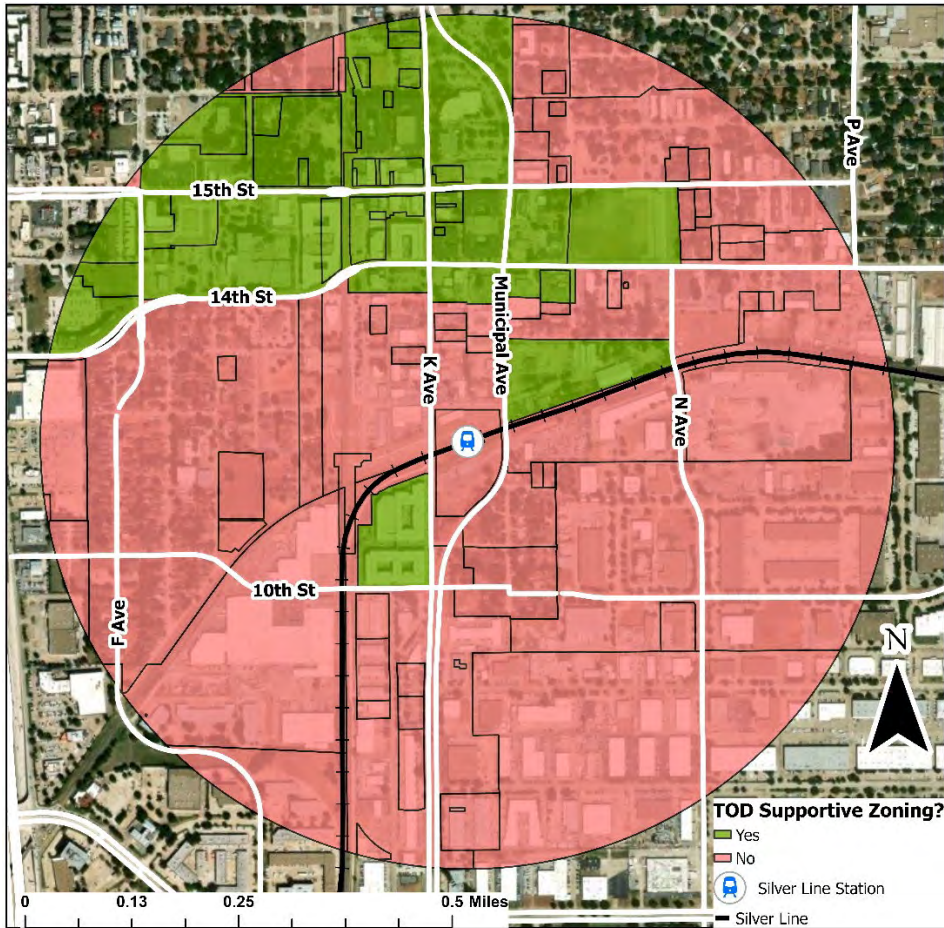 P Ave
15th St
14th St
Municipal Ave
K Ave
N Ave
10th St
F Ave
N
TOD Supportive Zoning?
Yes
No
Silver Line Station
Silver Line
0 0.13 0.25 0.5 Miles